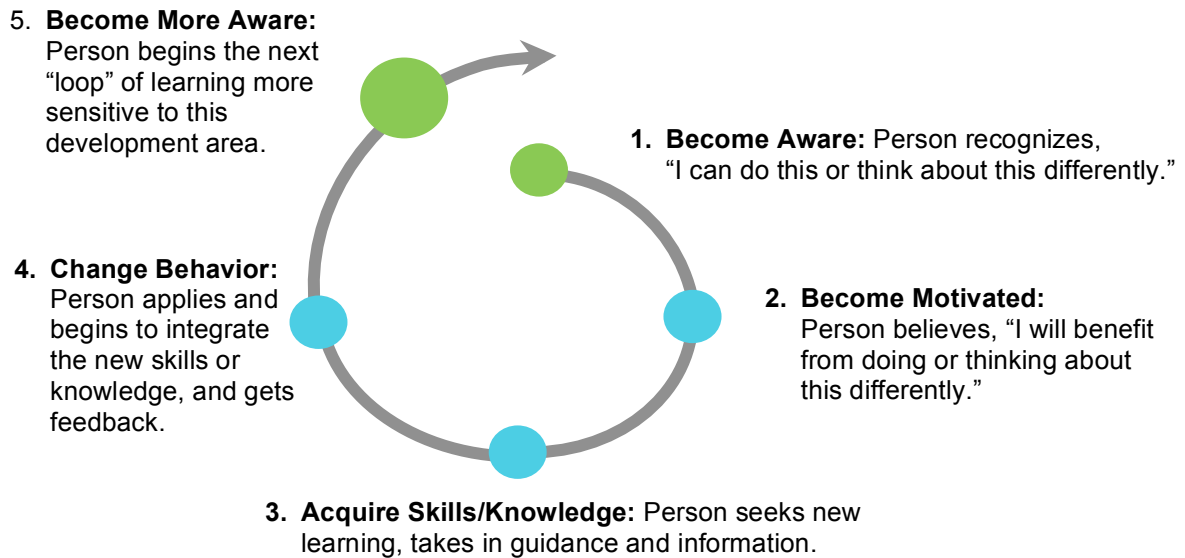 1. Become Aware: Person recognizes,
“I can do this or think about this differently.”
2. Become Motivated:
Person believes, “I will benefit
from doing or thinking about
this differently.”
3. Acquire Skills/Knowledge: Person seeks new
learning, takes in guidance and information.
4. Change Behavior:
Person applies and
begins to integrate
the new skills or
knowledge, and gets
feedback.
5. Become More Aware:
Person begins the next
“loop” of learning more
sensitive to this
development area.